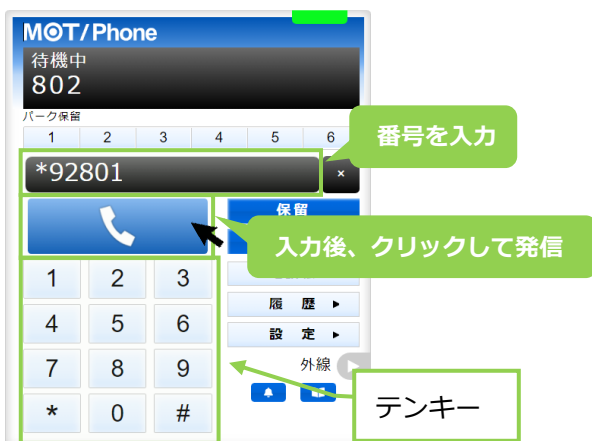 MOT/Phone
待機中
802
パーク保留
1 2 3 4 5 6
番号を入力
*92801 ×
保留
入力後、クリックして発信
1 2 3
履 歴 ▶
4 5 6
設 定 ▶
7 8 9
外線
テンキー
* 0 #